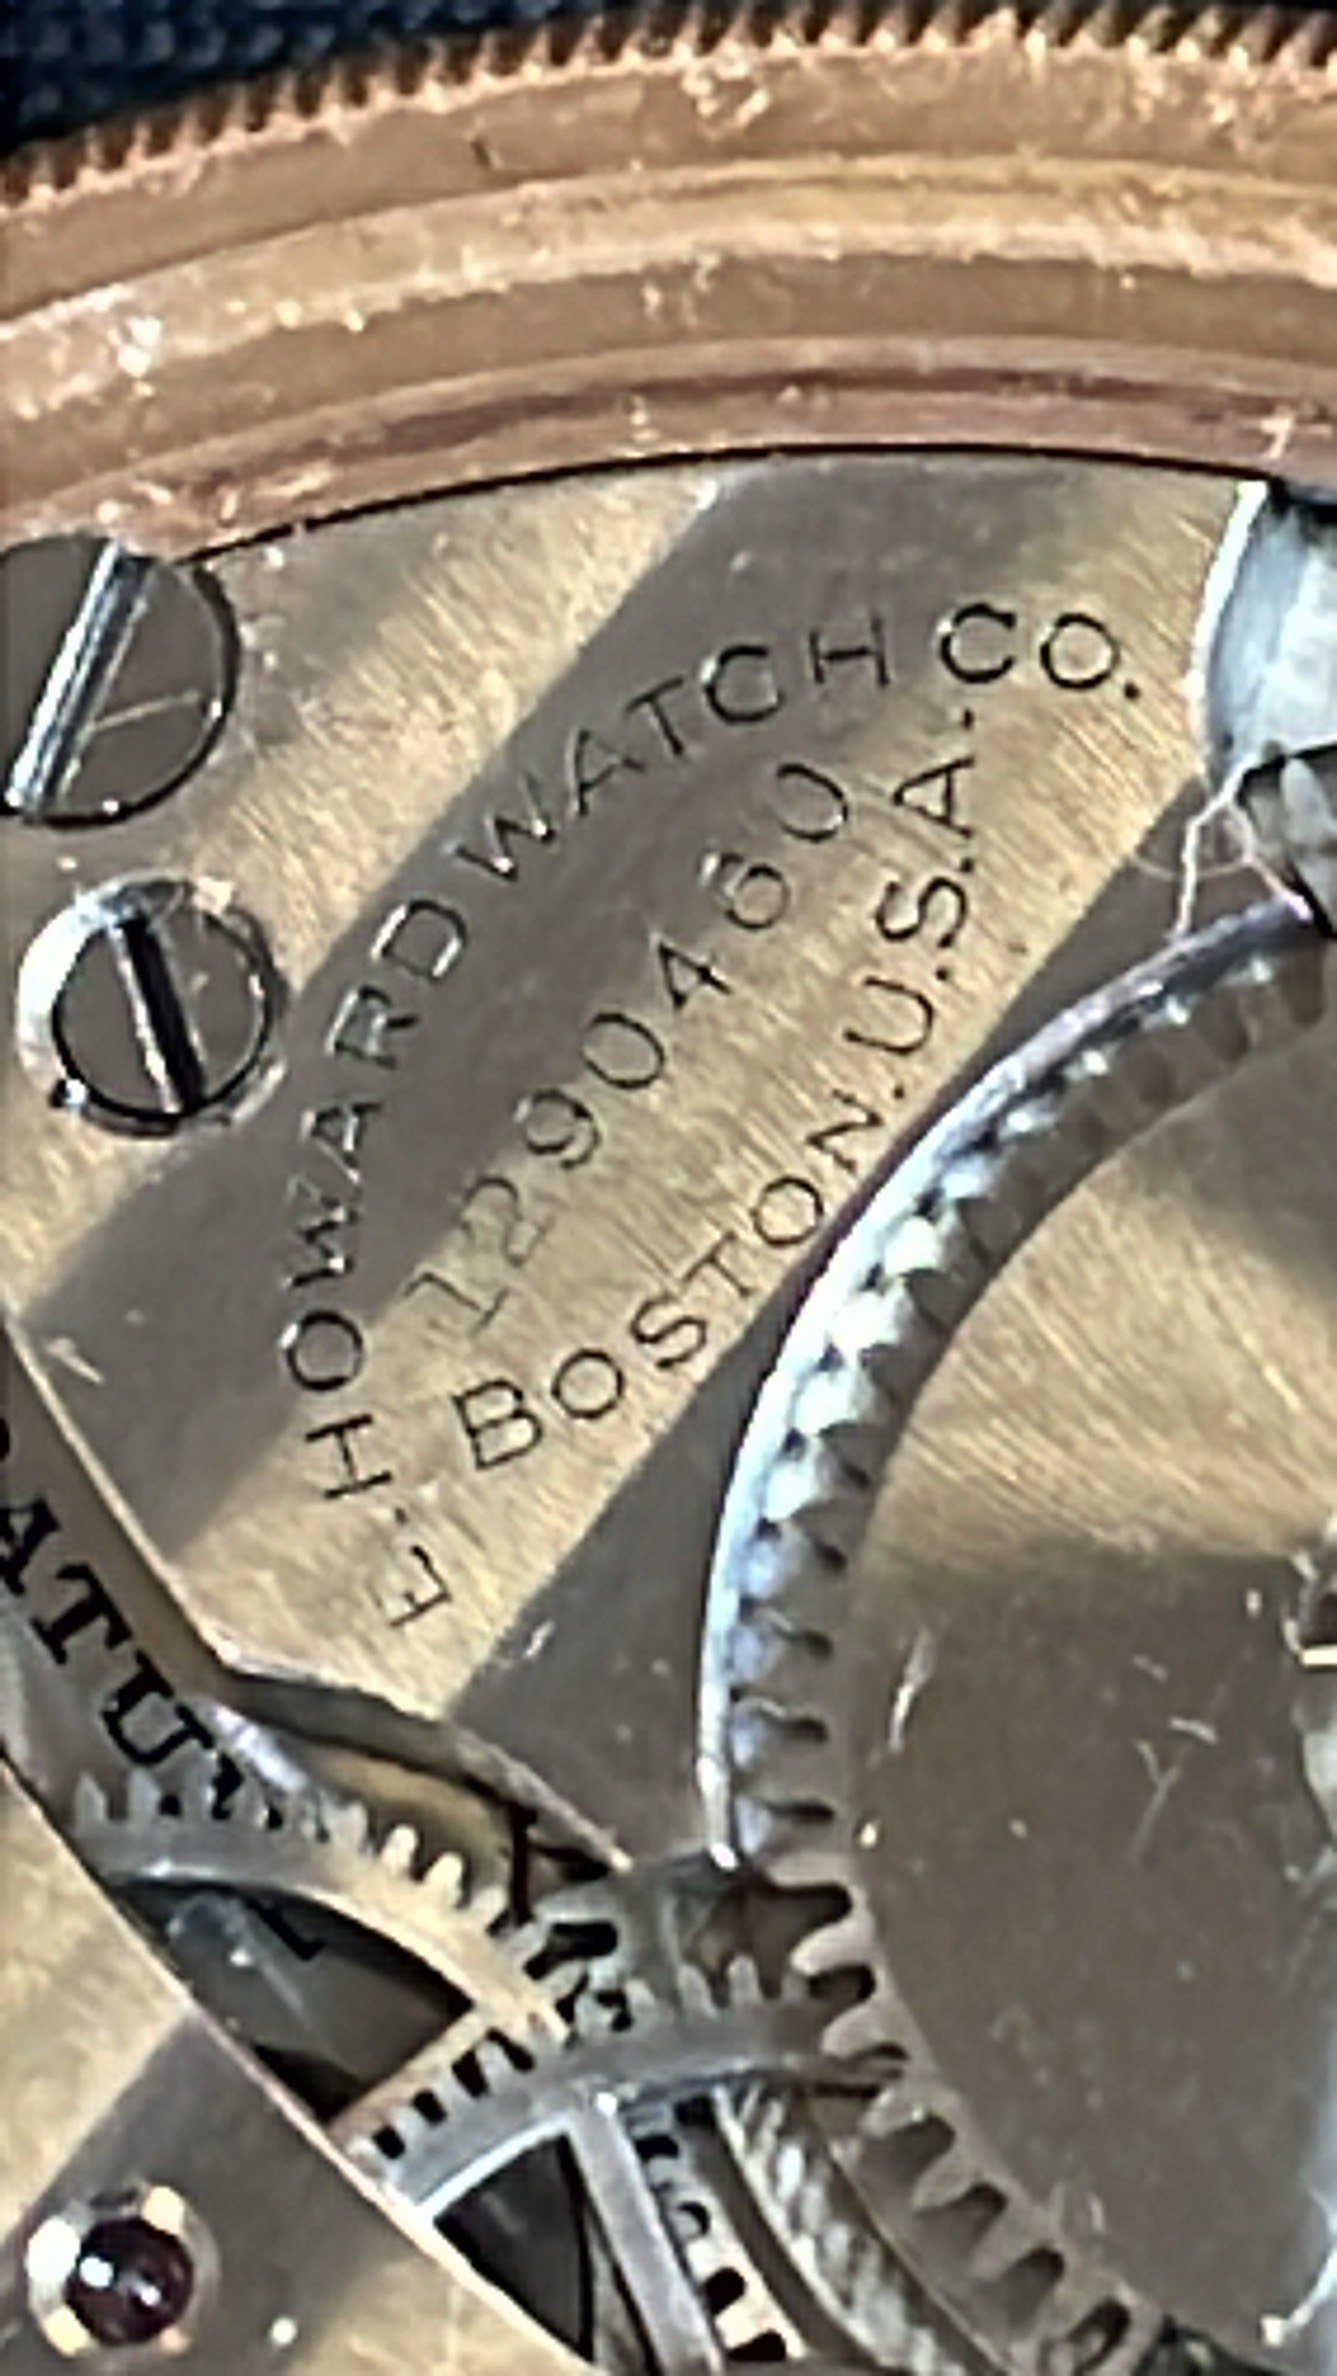 E. HOWARD WATCH CO.
1290460
BOSTON. U.S.A.